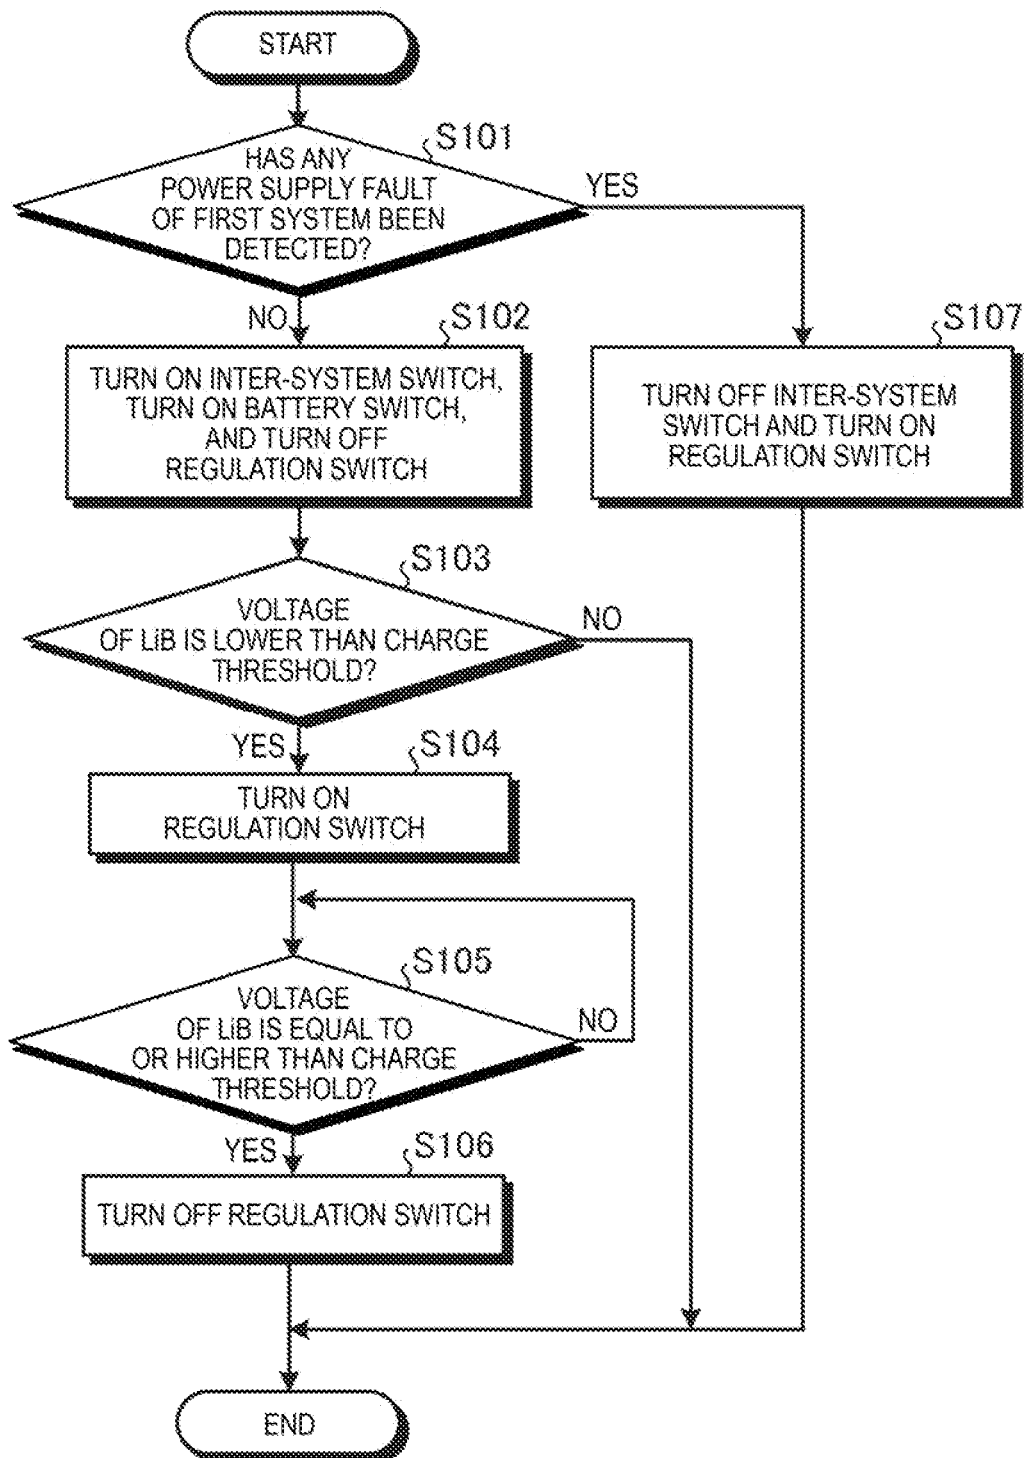 START
S101
HAS ANY
POWER SUPPLY FAULT
OF FIRST SYSTEM BEEN
DETECTED?
YES
NO
S102
TURN ON INTER-SYSTEM SWITCH,
TURN ON BATTERY SWITCH,
AND TURN OFF
REGULATION SWITCH
S107
TURN OFF INTER-SYSTEM
SWITCH AND TURN ON
REGULATION SWITCH
S103
VOLTAGE
OF LiB IS LOWER THAN CHARGE
THRESHOLD?
NO
YES
S104
TURN ON
REGULATION SWITCH
S105
VOLTAGE
OF LiB IS EQUAL TO
OR HIGHER THAN CHARGE
THRESHOLD?
NO
YES
S106
TURN OFF REGULATION SWITCH
END